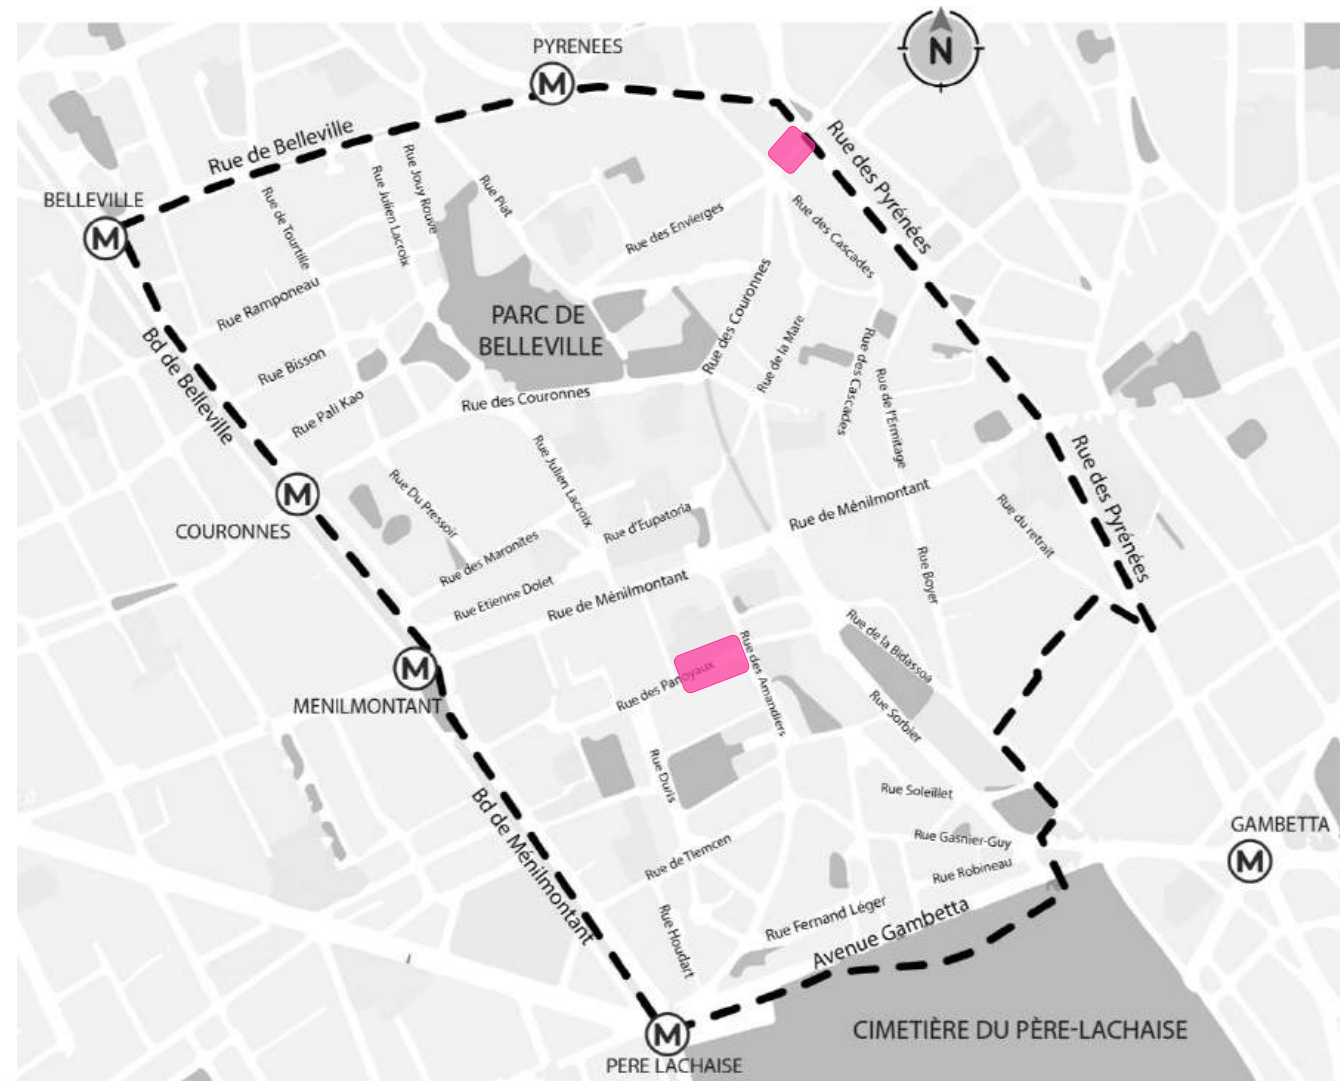 PYRENEES
M
N
Rue de Belleville
Rue des Pyrénées
BELLEVILLE
M
Rue de Tourtille
Rue Julien Lacroix
Rue Jouy Rouve
Rue Piat
Rue des Envierges
Rue des Cascades
Rue Ramponeau
PARC DE
BELLEVILLE
Rue des Couronnes
Rue de la Mare
Rue des Cascades
Rue de l'Ermitage
Bd de Belleville
Rue Bisson
Rue Pali Kao
Rue des Couronnes
Rue Julien Lacroix
Rue Du Pressoir
M
COURONNES
Rue des Maronites
Rue d'Eupatoria
Rue de Ménilmontant
Rue du retrait
Rue des Pyrénées
Rue Etienne Dolet
Rue de Ménilmontant
Rue Boyer
M
MENILMONTANT
Rue des Panoyaux
Rue des Amandiers
Rue de la Bidassoa
Rue Sorbier
Rue Duris
Rue Soleillet
Bd de Ménilmontant
Rue de Tlemcen
Rue Gasnier-Guy
Rue Robineau
GAMBETTA
M
Rue Houdart
Rue Fernand Léger
Avenue Gambetta
M
PERE LACHAISE
CIMETIÈRE DU PÈRE-LACHAISE